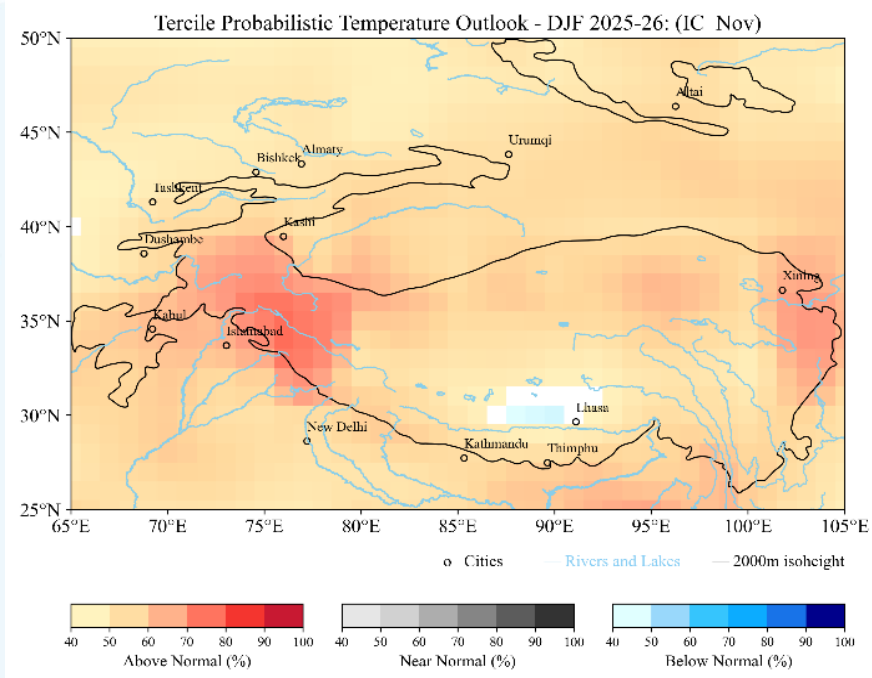 Tercile Probabilistic Temperature Outlook - DJF 2025-26: (IC Nov)
50°N
Altai
45°N
Urumqi
Almaty
Bishkek
Tashkent
40°N
Kashi
Dushambe
Xining
35°N
Kabul
Islamabad
30°N
Lhasa
New Delhi
Kathmandu
Thimphu
25°N
65°E 70°E 75°E 80°E 85°E 90°E 95°E 100°E 105°E
Cities Rivers and Lakes 2000m isoheight
40 50 60 70 80 90 100 40 50 60 70 80 90 100 40 50 60 70 80 90 100
Above Normal (%) Near Normal (%) Below Normal (%)